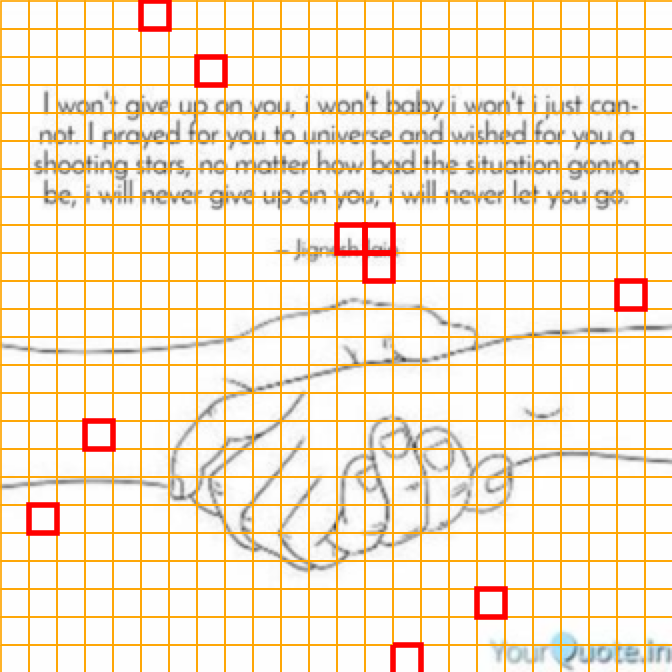 I won't give up on you, i won't baby i won't i just can-
not. I prayed for you to universe and wished for you a
shooting stars, no matter how bad the situation gonna
be, i will never give up on you, i will never let you go.
-- Jignesh Jain
YourQuote.in